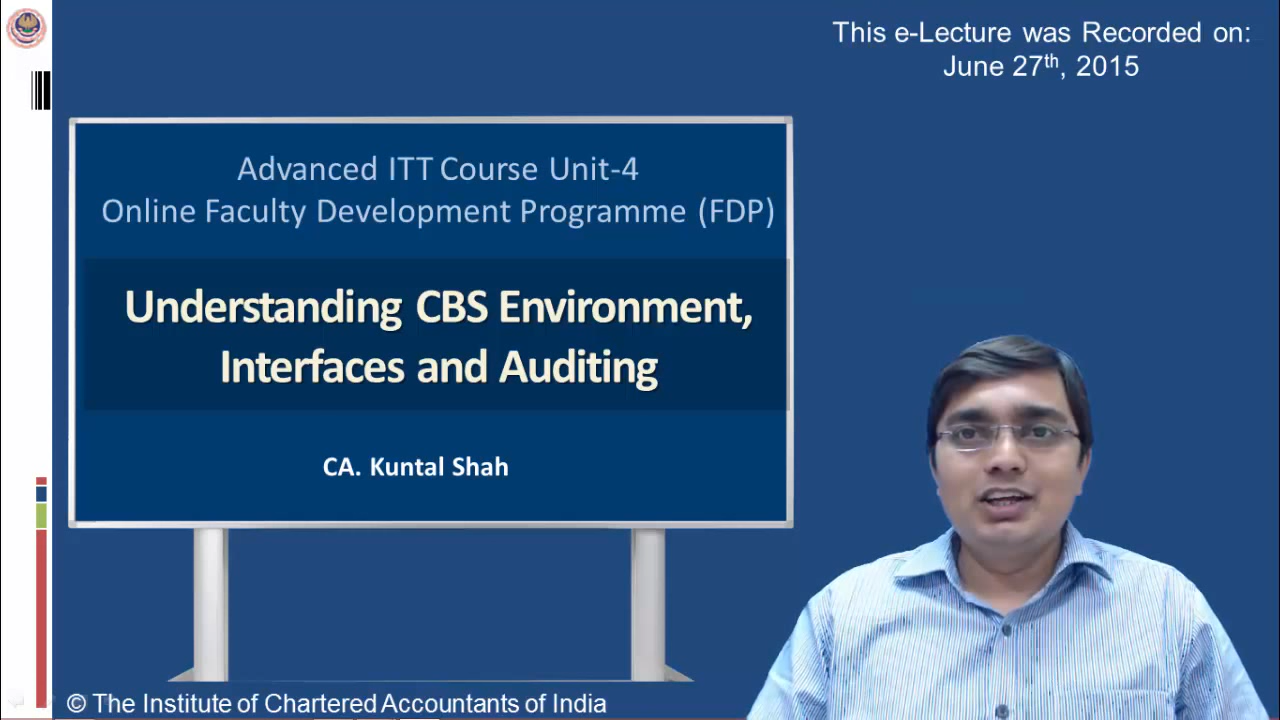 This e-Lecture was Recorded on:
June 27th, 2015
Advanced ITT Course Unit-4
Online Faculty Development Programme (FDP)
Understanding CBS Environment,
Interfaces and Auditing
CA. Kuntal Shah
© The Institute of Chartered Accountants of India